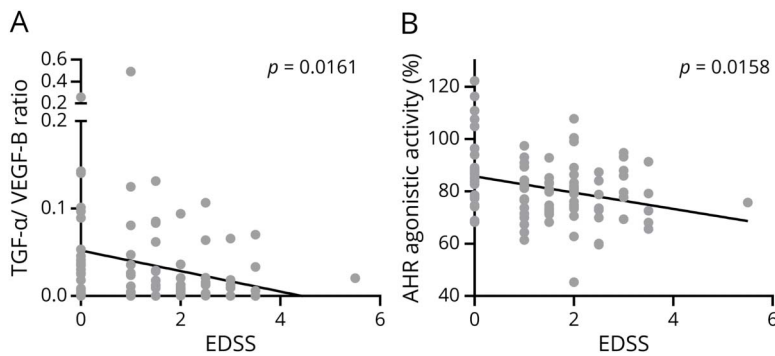 A
p = 0.0161
TGF-α/ VEGF-B ratio
0.6
0.4
0.2
0.2
0.1
0.0
0
2
4
6
EDSS
B
p = 0.0158
AHR agonistic activity (%)
120
100
80
60
40
0
2
4
6
EDSS